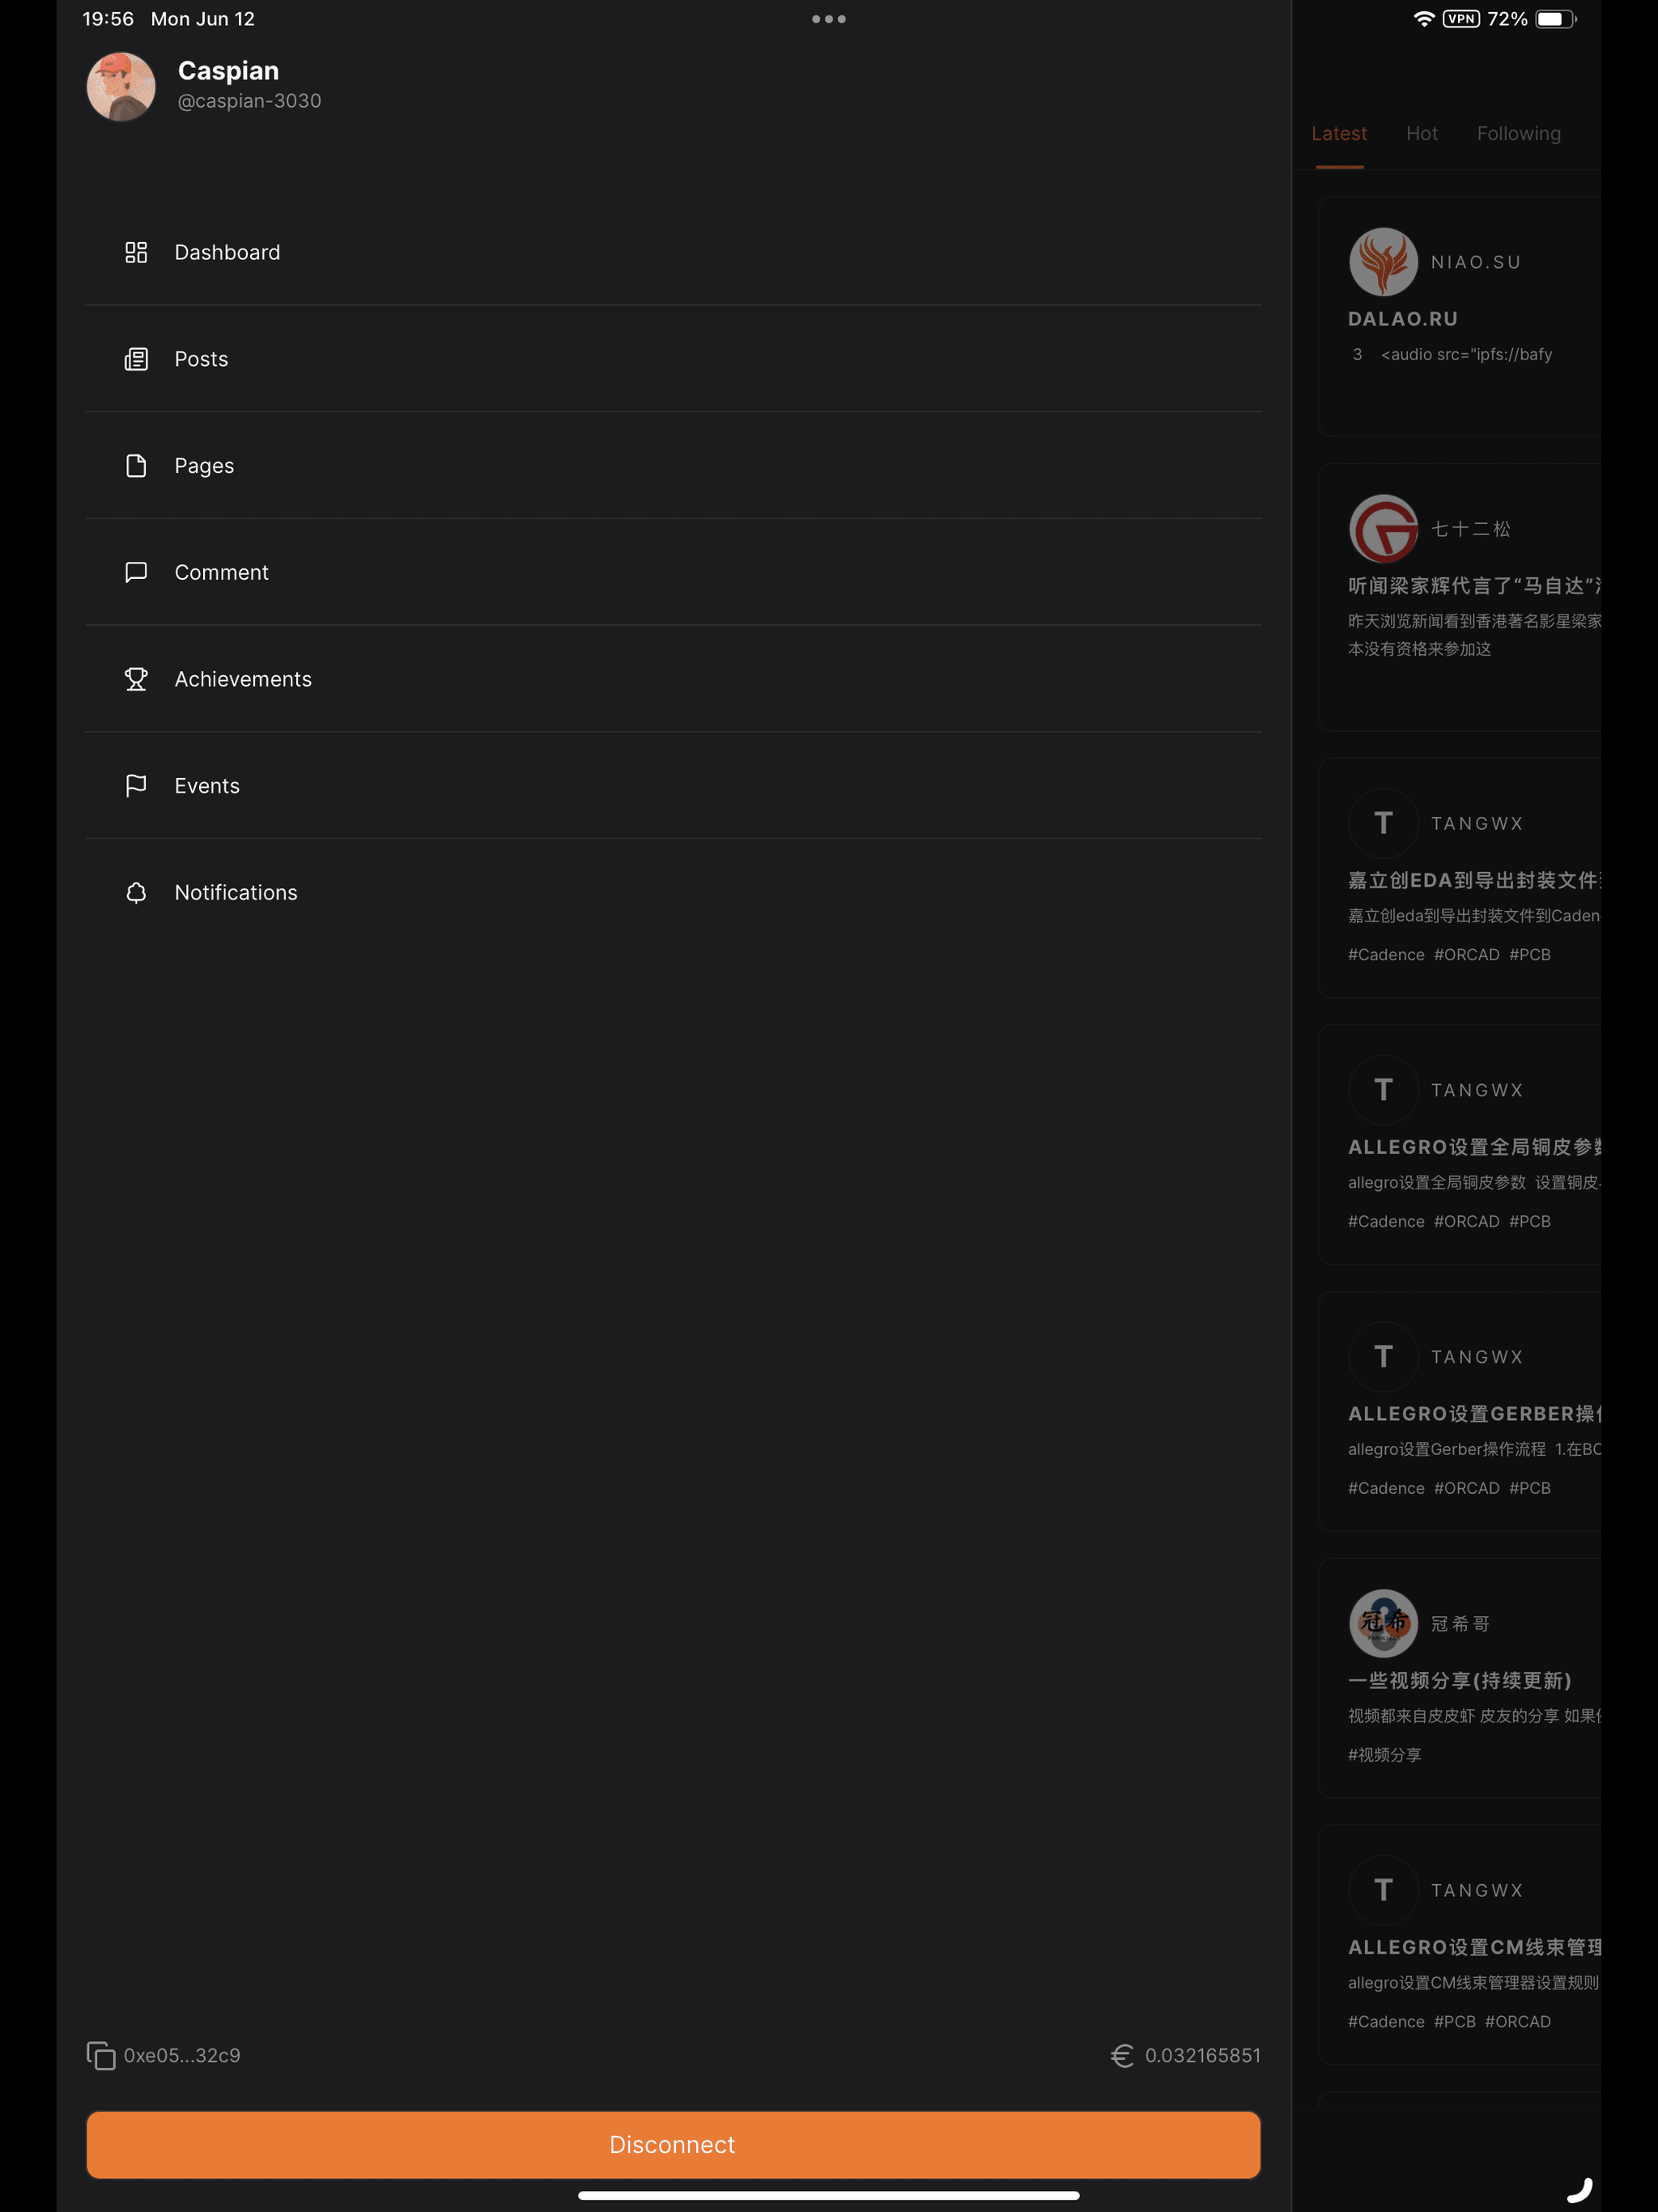 19:56 Mon Jun 12
VPN 72%
Caspian
@caspian-3030
Dashboard
Posts
Pages
Comment
Achievements
Events
Notifications
0xe05...32c9
€ 0.032165851
Disconnect
Latest Hot Following
NIAO.SU
DALAO.RU
3 <audio src="ipfs://bafy
七十二松
听闻梁家辉代言了“马自达”
昨天浏览新闻看到香港著名影星梁家
本没有资格来参加这
T TANGWX
嘉立创EDA到导出封装文件
嘉立创eda到导出封装文件到Caden
#Cadence #ORCAD #PCB
T TANGWX
ALLEGRO设置全局铜皮参
allegro设置全局铜皮参数 设置铜皮
#Cadence #ORCAD #PCB
T TANGWX
ALLEGRO设置GERBER操
allegro设置Gerber操作流程 1.在BO
#Cadence #ORCAD #PCB
冠希
冠希哥
一些视频分享(持续更新)
视频都来自皮皮虾 皮友的分享 如果
#视频分享
T TANGWX
ALLEGRO设置CM线束管理
allegro设置CM线束管理器设置规则
#Cadence #PCB #ORCAD